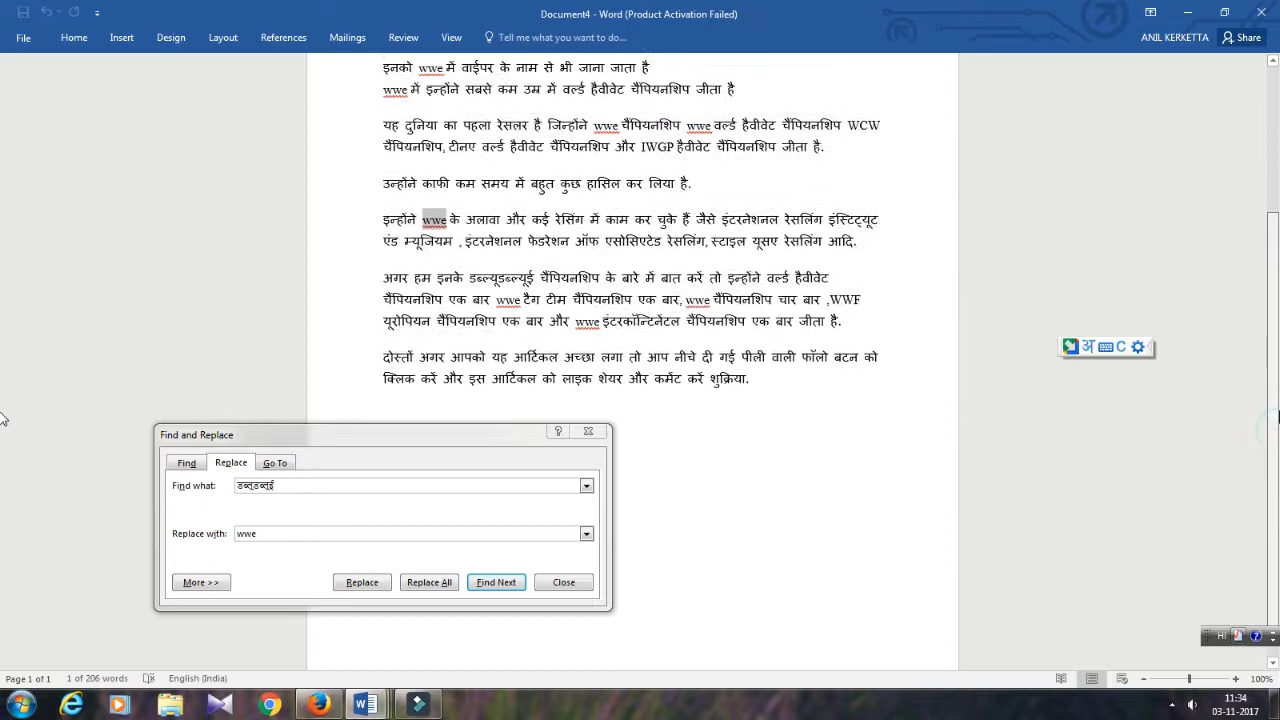 Document4 - Word (Product Activation Failed)
File Home Insert Design Layout References Mailings Review View Tell me what you want to do... ANIL KERKETTA Share
इनको wwe में वाईपर के नाम से भी जाना जाता है
wwe में इन्होंने सबसे कम उम्र में वर्ल्ड हैवीवेट चैंपियनशिप जीता है
यह दुनिया का पहला रेसलर है जिन्होंने wwe चैंपियनशिप wwe वर्ल्ड हैवीवेट चैंपियनशिप WCW
चैंपियनशिप, टीनए वर्ल्ड हैवीवेट चैंपियनशिप और IWGP हैवीवेट चैंपियनशिप जीता है.
उन्होंने काफी कम समय में बहुत कुछ हासिल कर लिया है.
इन्होंने wwe के अलावा और कई रेसिंग में काम कर चुके हैं जैसे इंटरनेशनल रेसलिंग इंस्टिट्यूट
एंड म्यूजियम , इंटरनेशनल फेडरेशन ऑफ एसोसिएटेड रेसलिंग, स्टाइल यूसए रेसलिंग आदि.
अगर हम इनके डब्ल्यूडब्ल्यूई चैंपियनशिप के बारे में बात करें तो इन्होंने वर्ल्ड हैवीवेट
चैंपियनशिप एक बार wwe टैग टीम चैंपियनशिप एक बार, wwe चैंपियनशिप चार बार ,WWF
यूरोपियन चैंपियनशिप एक बार और wwe इंटरकॉन्टिनेंटल चैंपियनशिप एक बार जीता है.
दोस्तों अगर आपको यह आर्टिकल अच्छा लगा तो आप नीचे दी गई पीली वाली फॉलो बटन को
क्लिक करें और इस आर्टिकल को लाइक शेयर और कमेंट करें शुक्रिया.
अ C
Find and Replace
Find Replace Go To
Find what:
Replace with: wwe
More >> Replace Replace All Find Next Close
HI
Page 1 of 1 1 of 206 words English (India) 100%
11:34
03-11-2017